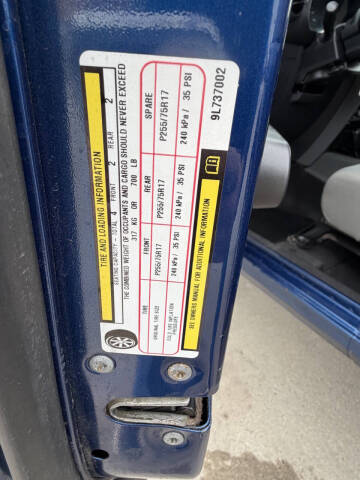 TIRE AND LOADING INFORMATION
SEATING CAPACITY - TOTAL 4 FRONT 2 REAR 2
THE COMBINED WEIGHT OF OCCUPANTS AND CARGO SHOULD NEVER EXCEED
317 KG OR 700 LB
TIRE FRONT REAR SPARE
ORIGINAL TIRE SIZE P255/75R17 P255/75R17 P255/75R17
COLD TIRE INFLATION PRESSURE 240 kPa / 35 PSI 240 kPa / 35 PSI 240 kPa / 35 PSI
SEE OWNERS MANUAL FOR ADDITIONAL INFORMATION
9L737002